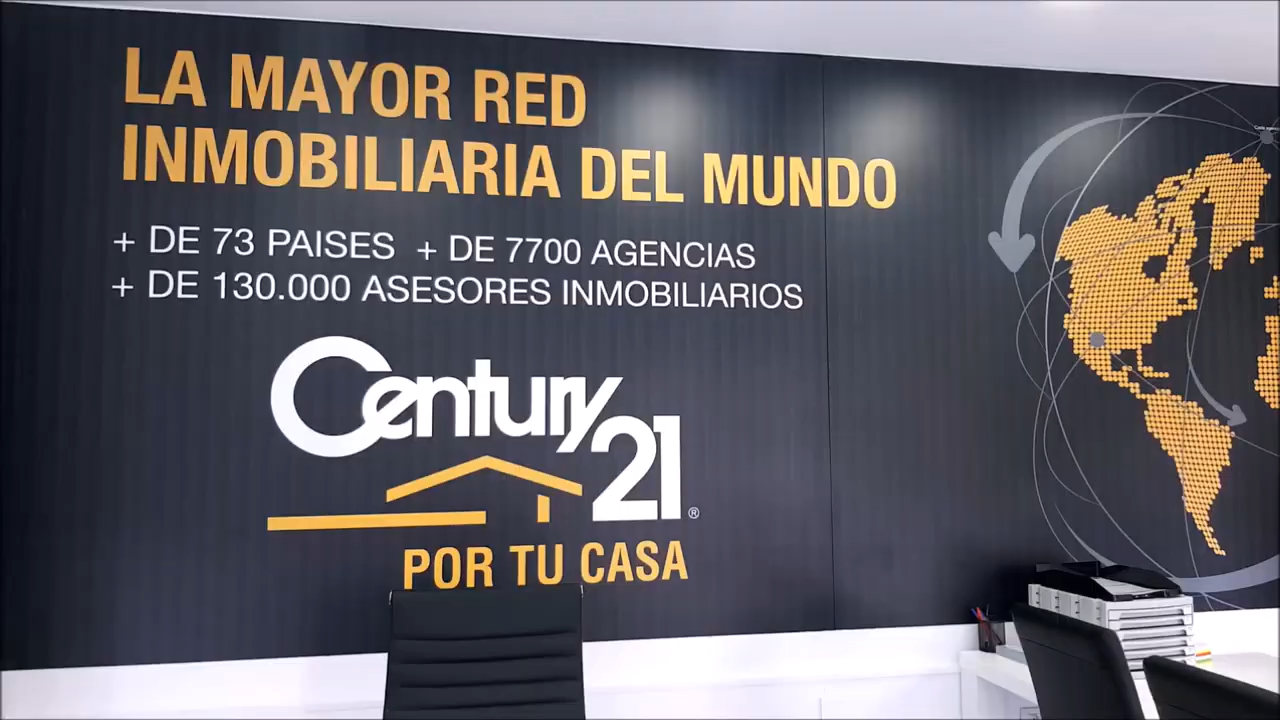 LA MAYOR RED
INMOBILIARIA DEL MUNDO
+ DE 73 PAISES + DE 7700 AGENCIAS
+ DE 130.000 ASESORES INMOBILIARIOS
Century
21®
POR TU CASA